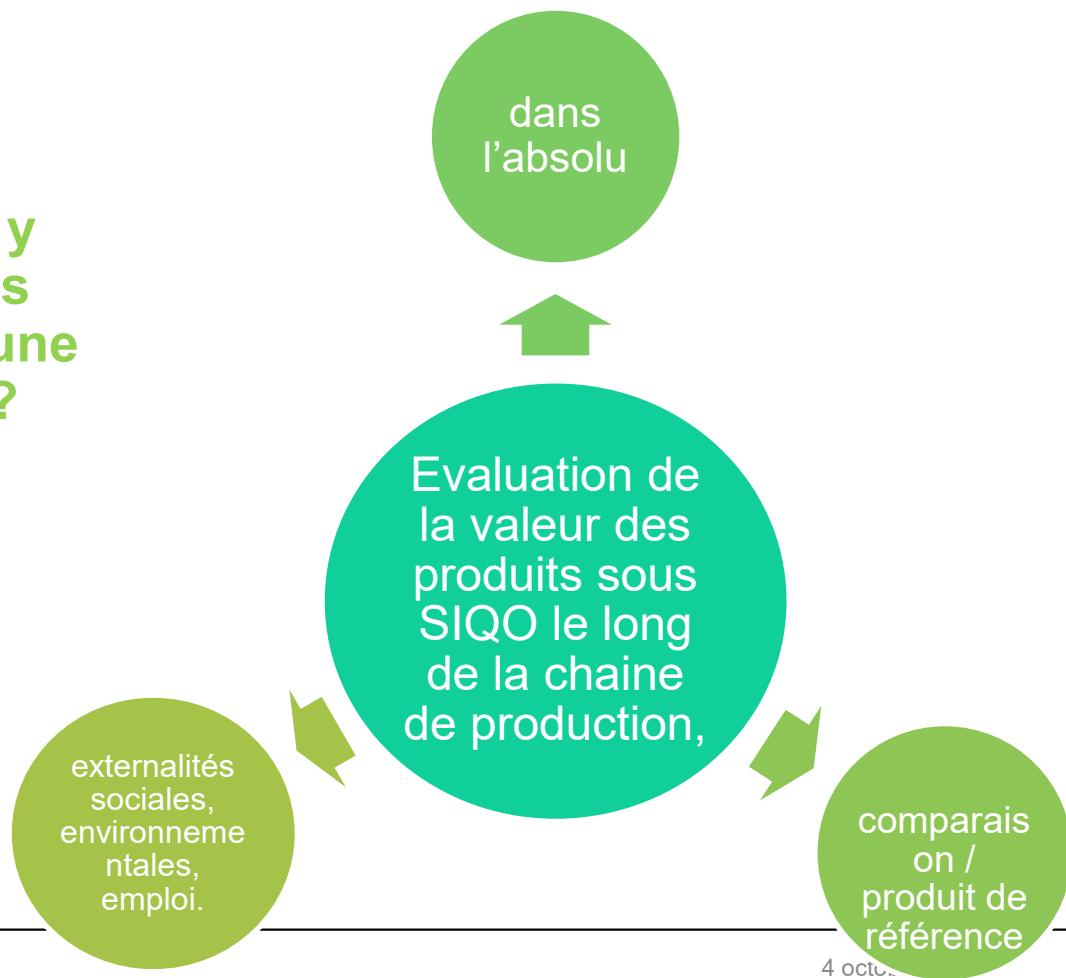 y
s
une
?
dans
l'absolu
Evaluation de
la valeur des
produits sous
SIQO le long
de la chaine
de production,
externalités
sociales,
environneme
ntales,
emploi.
comparais
on /
produit de
référence
4